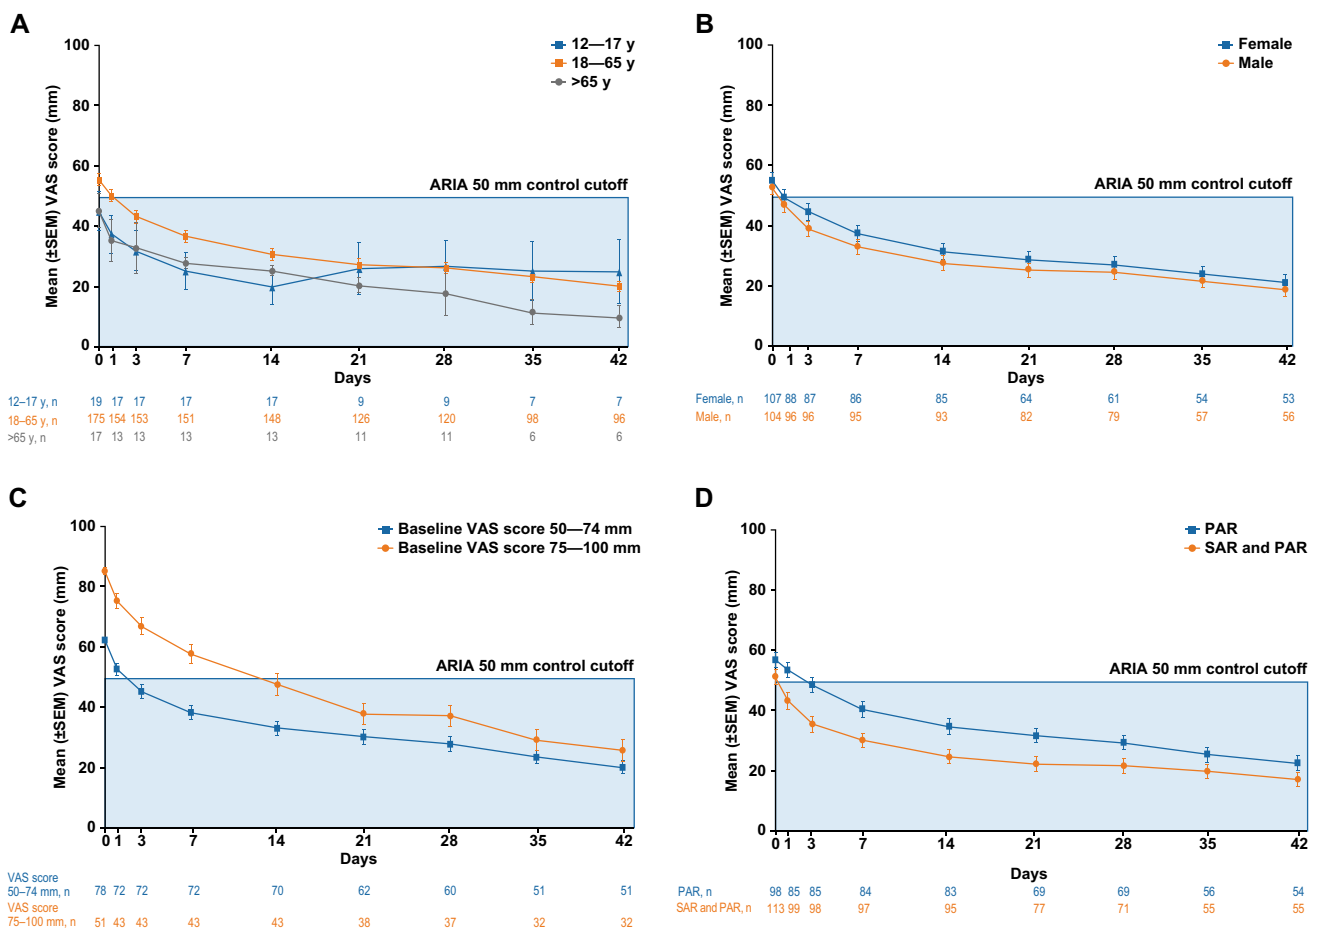 A
Mean (±SEM) VAS score (mm)
100
80
60
40
20
0
12—17 y
18—65 y
>65 y
ARIA 50 mm control cutoff
0 1 3 7 14 21 28 35 42
Days
12–17 y, n 19 17 17 17 17 9 9 7 7
18–65 y, n 175 154 153 151 148 126 120 98 96
>65 y, n 17 13 13 13 13 11 11 6 6
B
Mean (±SEM) VAS score (mm)
100
80
60
40
20
0
Female
Male
ARIA 50 mm control cutoff
0 1 3 7 14 21 28 35 42
Days
Female, n 107 88 87 86 85 64 61 54 53
Male, n 104 96 96 95 93 82 79 57 56
C
Mean (±SEM) VAS score (mm)
100
80
60
40
20
0
Baseline VAS score 50—74 mm
Baseline VAS score 75—100 mm
ARIA 50 mm control cutoff
0 1 3 7 14 21 28 35 42
Days
VAS score
50–74 mm, n 78 72 72 72 70 62 60 51 51
VAS score
75–100 mm, n 51 43 43 43 43 38 37 32 32
D
Mean (±SEM) VAS score (mm)
100
80
60
40
20
0
PAR
SAR and PAR
ARIA 50 mm control cutoff
0 1 3 7 14 21 28 35 42
Days
PAR, n 98 85 85 84 83 69 69 56 54
SAR and PAR, n 113 99 98 97 95 77 71 55 55